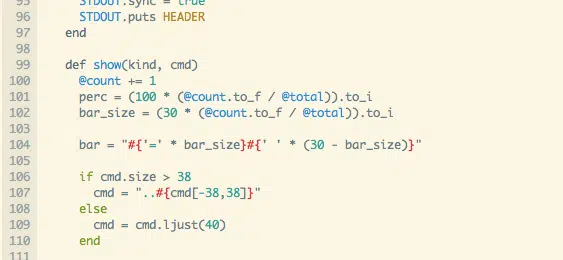 95 STDOUT.sync = true
96 STDOUT.puts HEADER
97 end
98
99 def show(kind, cmd)
100 @count += 1
101 perc = (100 * (@count.to_f / @total)).to_i
102 bar_size = (30 * (@count.to_f / @total)).to_i
103
104 bar = "#{'=' * bar_size}#{' ' * (30 - bar_size)}"
105
106 if cmd.size > 38
107 cmd = "..#{cmd[-38,38]}"
108 else
109 cmd = cmd.ljust(40)
110 end
111